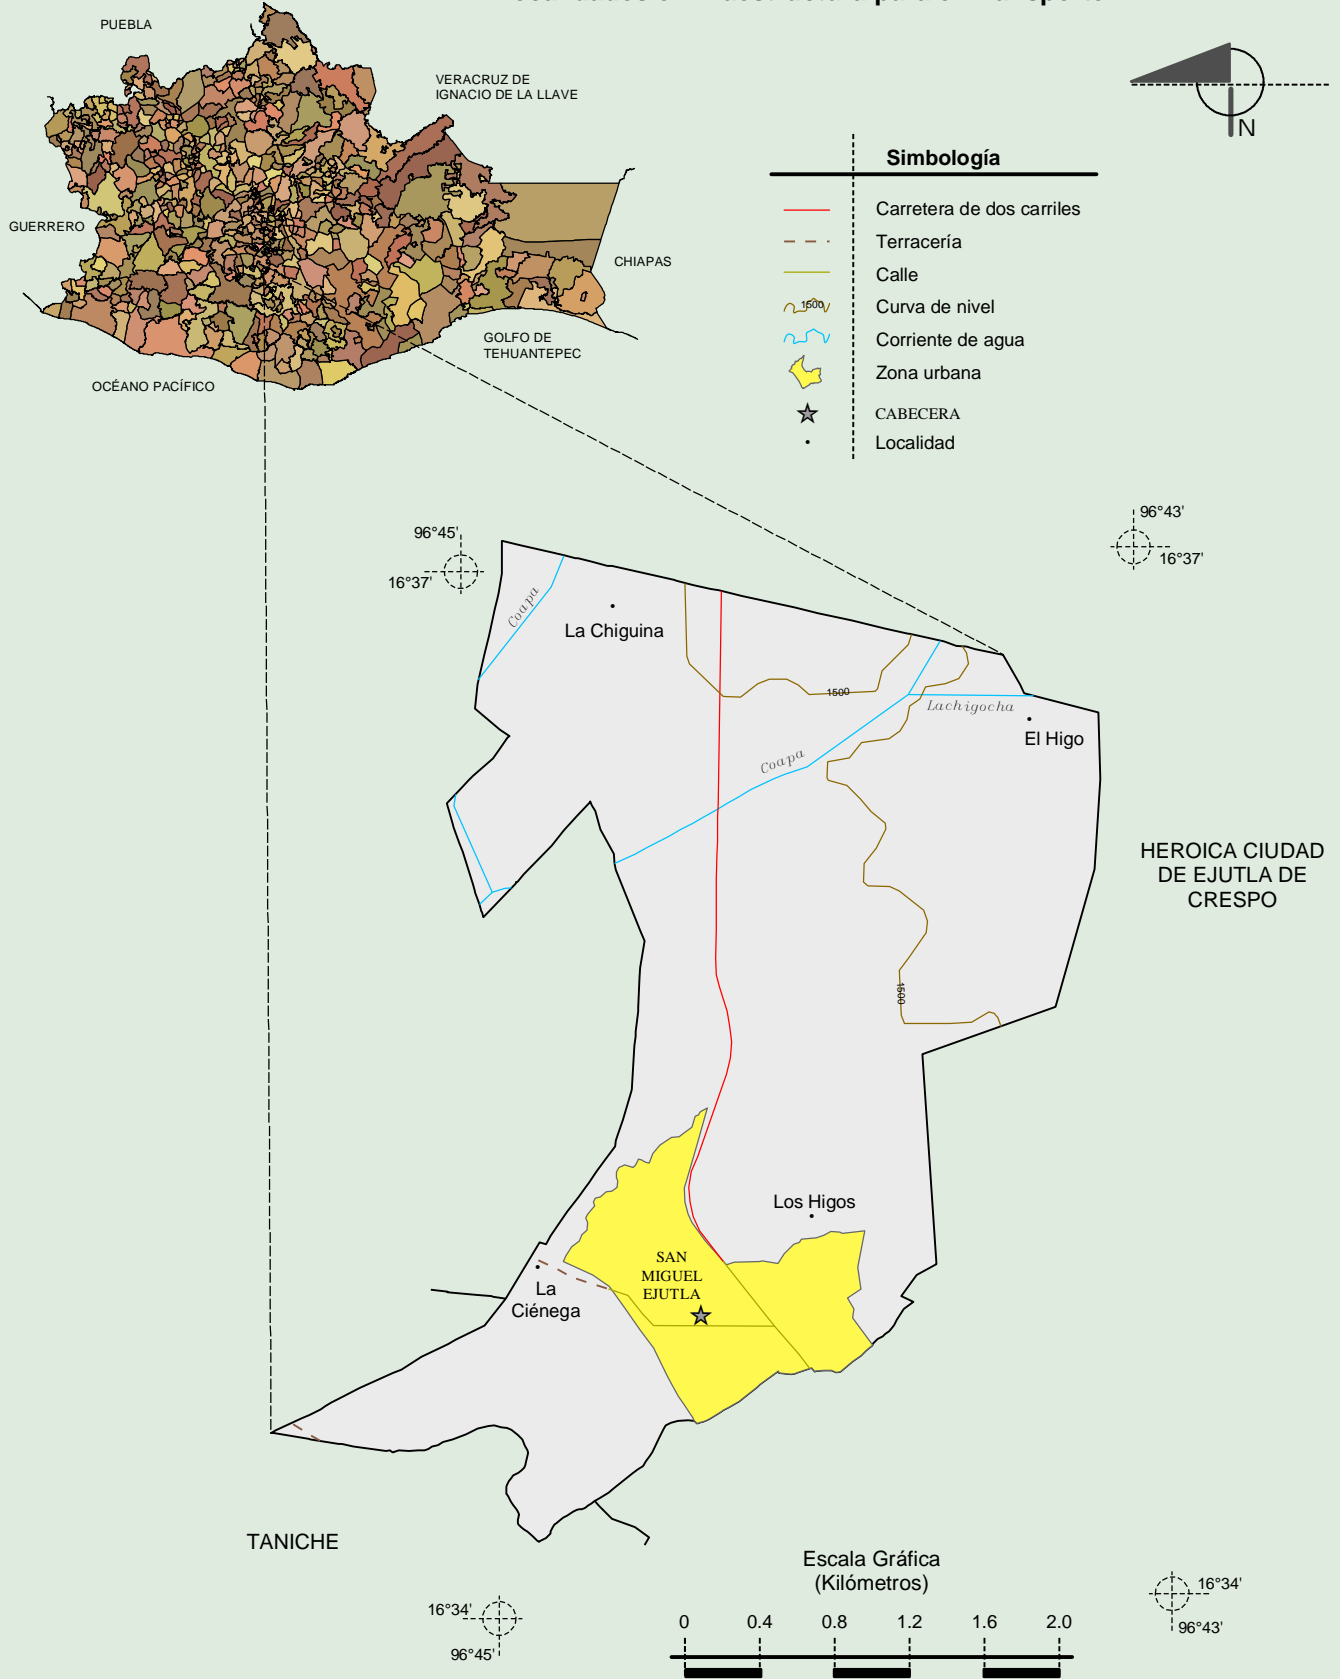 PUEBLA
VERACRUZ DE
IGNACIO DE LA LLAVE
GUERRERO
CHIAPAS
GOLFO DE
TEHUANTEPEC
OCÉANO PACÍFICO
N
Simbología
Carretera de dos carriles
Terracería
Calle
1500
Curva de nivel
Corriente de agua
Zona urbana
CABECERA
Localidad
96°45'
16°37'
96°43'
16°37'
Coapa
La Chiguina
1500
Lachigocha
El Higo
Coapa
HEROICA CIUDAD
DE EJUTLA DE
CRESPO
1500
Los Higos
SAN
MIGUEL
EJUTLA
La
Ciénega
TANICHE
Escala Gráfica
(Kilómetros)
0 0.4 0.8 1.2 1.6 2.0
16°34'
96°45'
16°34'
96°43'